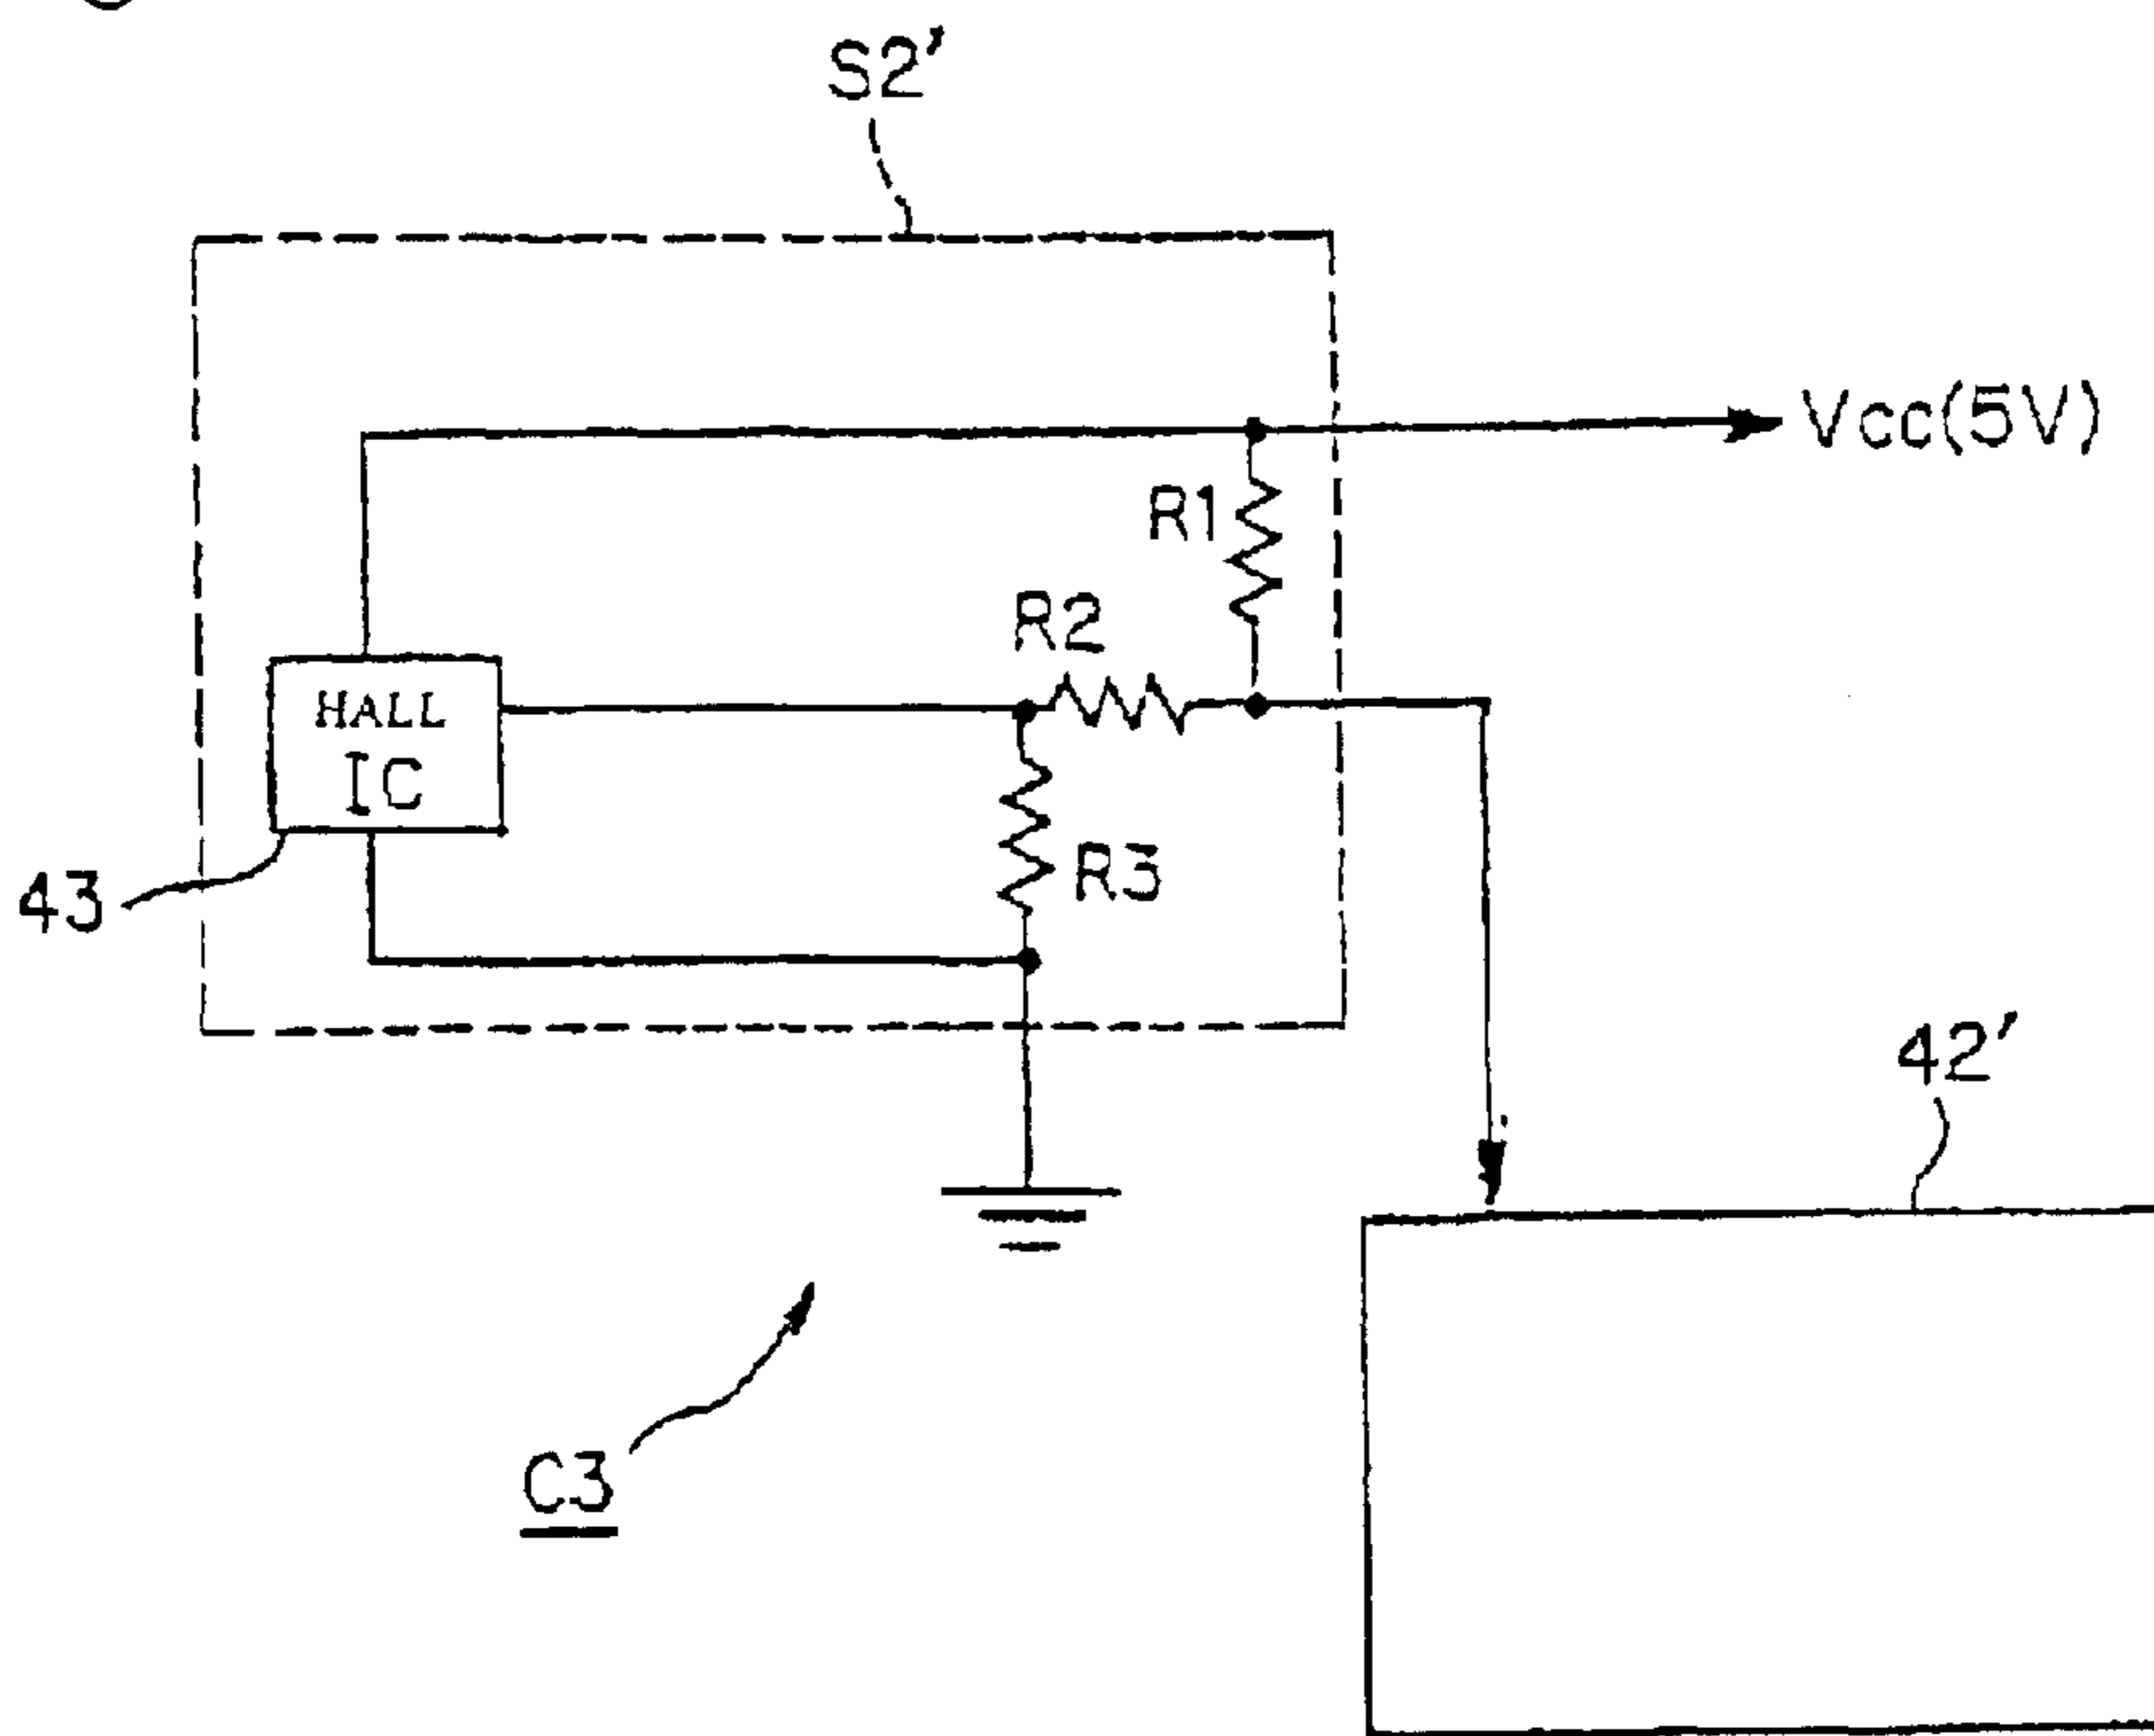 S2'
Vcc(5V)
R1
R2
HALL
IC
R3
43
42'
C3